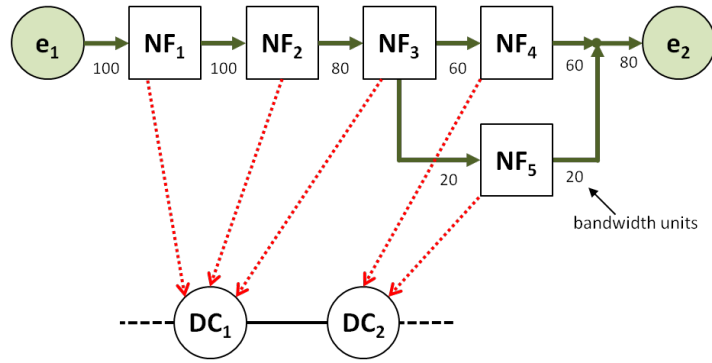 e₁ NF₁ NF₂ NF₃ NF₄ e₂
100 100 80 60 60 80
NF₅
20 20
bandwidth units
DC₁ DC₂